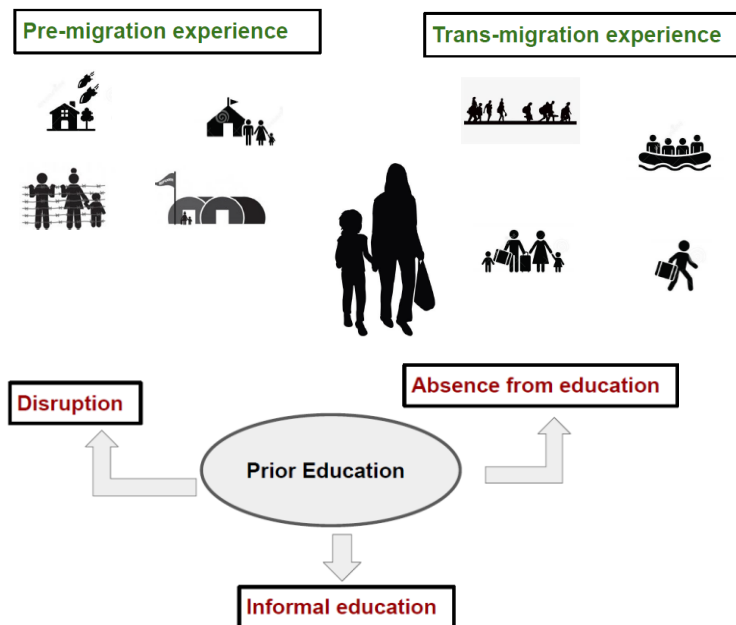 Pre-migration experience
Trans-migration experience
Disruption
Absence from education
Prior Education
Informal education